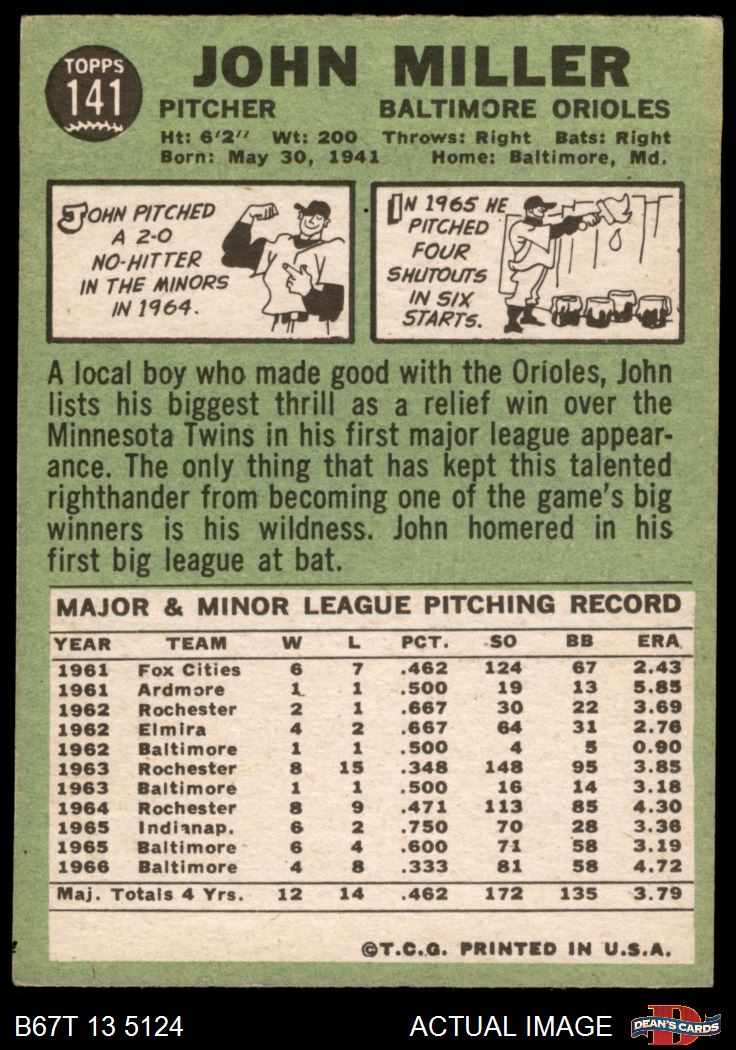 TOPPS
141
JOHN MILLER
PITCHER BALTIMORE ORIOLES
Ht: 6'2" Wt: 200 Throws: Right Bats: Right
Born: May 30, 1941 Home: Baltimore, Md.
JOHN PITCHED
A 2-0
NO-HITTER
IN THE MINORS
IN 1964.
IN 1965 HE
PITCHED
FOUR
SHUTOUTS
IN SIX
STARTS.
A local boy who made good with the Orioles, John
lists his biggest thrill as a relief win over the
Minnesota Twins in his first major league appear-
ance. The only thing that has kept this talented
righthander from becoming one of the game's big
winners is his wildness. John homered in his
first big league at bat.
MAJOR & MINOR LEAGUE PITCHING RECORD
YEAR TEAM W L PCT. SO BB ERA
1961 Fox Cities 6 7 .462 124 67 2.43
1961 Ardmore 1 1 .500 19 13 5.85
1962 Rochester 2 1 .667 30 22 3.69
1962 Elmira 4 2 .667 64 31 2.76
1962 Baltimore 1 1 .500 4 5 0.90
1963 Rochester 8 15 .348 148 95 3.85
1963 Baltimore 1 1 .500 16 14 3.18
1964 Rochester 8 9 .471 113 85 4.30
1965 Indianap. 6 2 .750 70 28 3.36
1965 Baltimore 6 4 .600 71 58 3.19
1966 Baltimore 4 8 .333 81 58 4.72
Maj. Totals 4 Yrs. 12 14 .462 172 135 3.79
©T.C.G. PRINTED IN U.S.A.
B67T 13 5124 ACTUAL IMAGE
D
DEAN'S CARDS